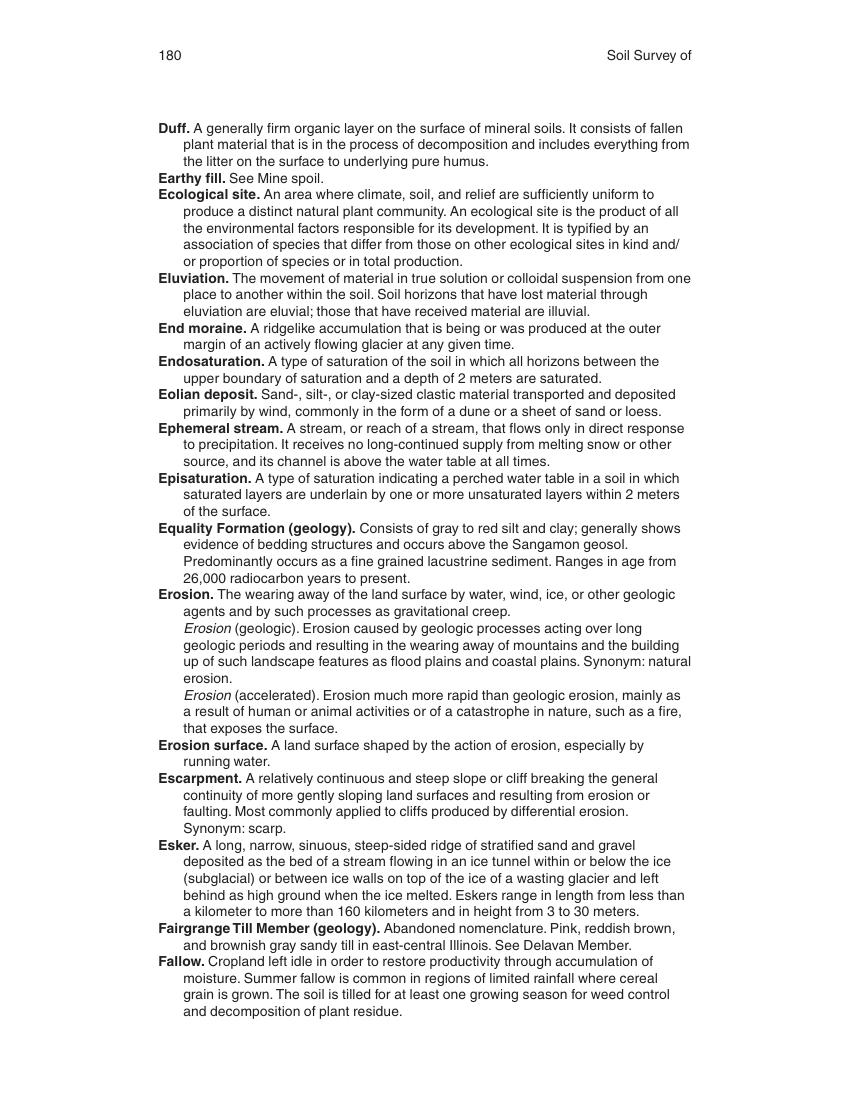 180 Soil Survey of
Duff. A generally firm organic layer on the surface of mineral soils. It consists of fallen
plant material that is in the process of decomposition and includes everything from
the litter on the surface to underlying pure humus.
Earthy fill. See Mine spoil.
Ecological site. An area where climate, soil, and relief are sufficiently uniform to
produce a distinct natural plant community. An ecological site is the product of all
the environmental factors responsible for its development. It is typified by an
association of species that differ from those on other ecological sites in kind and/
or proportion of species or in total production.
Eluviation. The movement of material in true solution or colloidal suspension from one
place to another within the soil. Soil horizons that have lost material through
eluviation are eluvial; those that have received material are illuvial.
End moraine. A ridgelike accumulation that is being or was produced at the outer
margin of an actively flowing glacier at any given time.
Endosaturation. A type of saturation of the soil in which all horizons between the
upper boundary of saturation and a depth of 2 meters are saturated.
Eolian deposit. Sand-, silt-, or clay-sized clastic material transported and deposited
primarily by wind, commonly in the form of a dune or a sheet of sand or loess.
Ephemeral stream. A stream, or reach of a stream, that flows only in direct response
to precipitation. It receives no long-continued supply from melting snow or other
source, and its channel is above the water table at all times.
Episaturation. A type of saturation indicating a perched water table in a soil in which
saturated layers are underlain by one or more unsaturated layers within 2 meters
of the surface.
Equality Formation (geology). Consists of gray to red silt and clay; generally shows
evidence of bedding structures and occurs above the Sangamon geosol.
Predominantly occurs as a fine grained lacustrine sediment. Ranges in age from
26,000 radiocarbon years to present.
Erosion. The wearing away of the land surface by water, wind, ice, or other geologic
agents and by such processes as gravitational creep.
Erosion (geologic). Erosion caused by geologic processes acting over long
geologic periods and resulting in the wearing away of mountains and the building
up of such landscape features as flood plains and coastal plains. Synonym: natural
erosion.
Erosion (accelerated). Erosion much more rapid than geologic erosion, mainly as
a result of human or animal activities or of a catastrophe in nature, such as a fire,
that exposes the surface.
Erosion surface. A land surface shaped by the action of erosion, especially by
running water.
Escarpment. A relatively continuous and steep slope or cliff breaking the general
continuity of more gently sloping land surfaces and resulting from erosion or
faulting. Most commonly applied to cliffs produced by differential erosion.
Synonym: scarp.
Esker. A long, narrow, sinuous, steep-sided ridge of stratified sand and gravel
deposited as the bed of a stream flowing in an ice tunnel within or below the ice
(subglacial) or between ice walls on top of the ice of a wasting glacier and left
behind as high ground when the ice melted. Eskers range in length from less than
a kilometer to more than 160 kilometers and in height from 3 to 30 meters.
Fairgrange Till Member (geology). Abandoned nomenclature. Pink, reddish brown,
and brownish gray sandy till in east-central Illinois. See Delavan Member.
Fallow. Cropland left idle in order to restore productivity through accumulation of
moisture. Summer fallow is common in regions of limited rainfall where cereal
grain is grown. The soil is tilled for at least one growing season for weed control
and decomposition of plant residue.